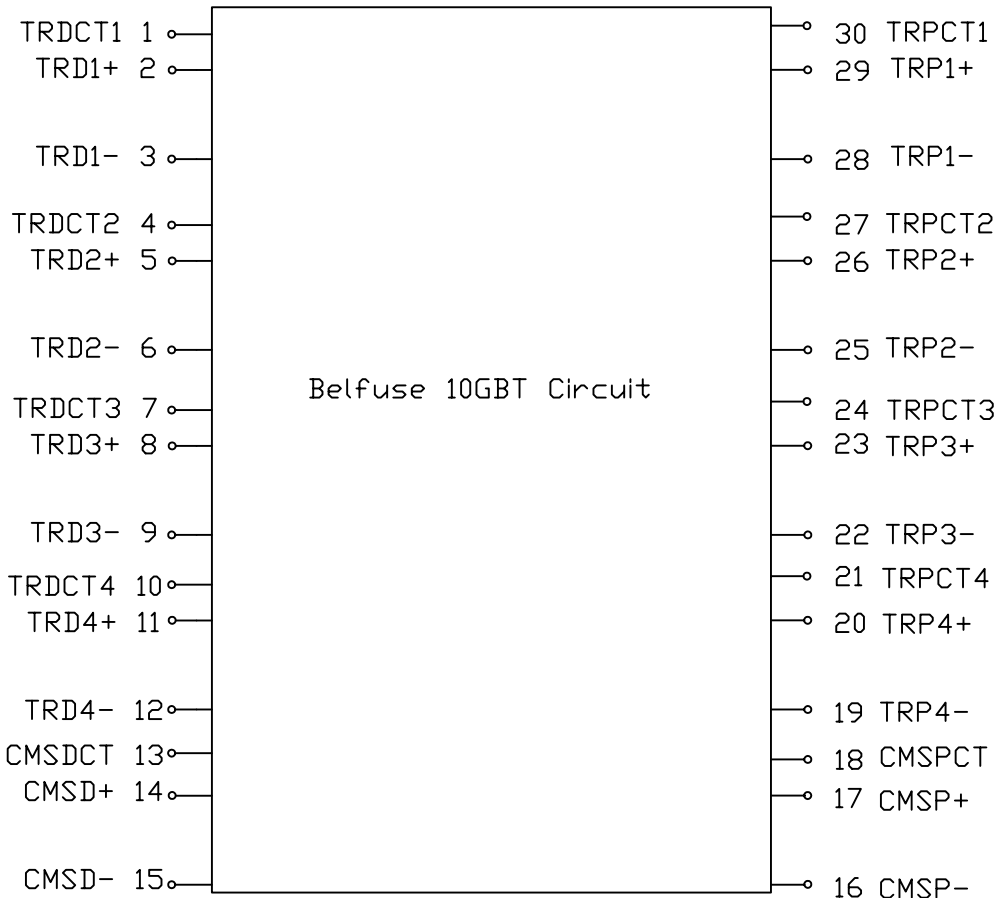 TRDCT1 1
TRD1+ 2
TRD1- 3
TRDCT2 4
TRD2+ 5
TRD2- 6
TRDCT3 7
TRD3+ 8
TRD3- 9
TRDCT4 10
TRD4+ 11
TRD4- 12
CMSDCT 13
CMSD+ 14
CMSD- 15
Belfuse 10GBT Circuit
30 TRPCT1
29 TRP1+
28 TRP1-
27 TRPCT2
26 TRP2+
25 TRP2-
24 TRPCT3
23 TRP3+
22 TRP3-
21 TRPCT4
20 TRP4+
19 TRP4-
18 CMSPCT
17 CMSP+
16 CMSP-